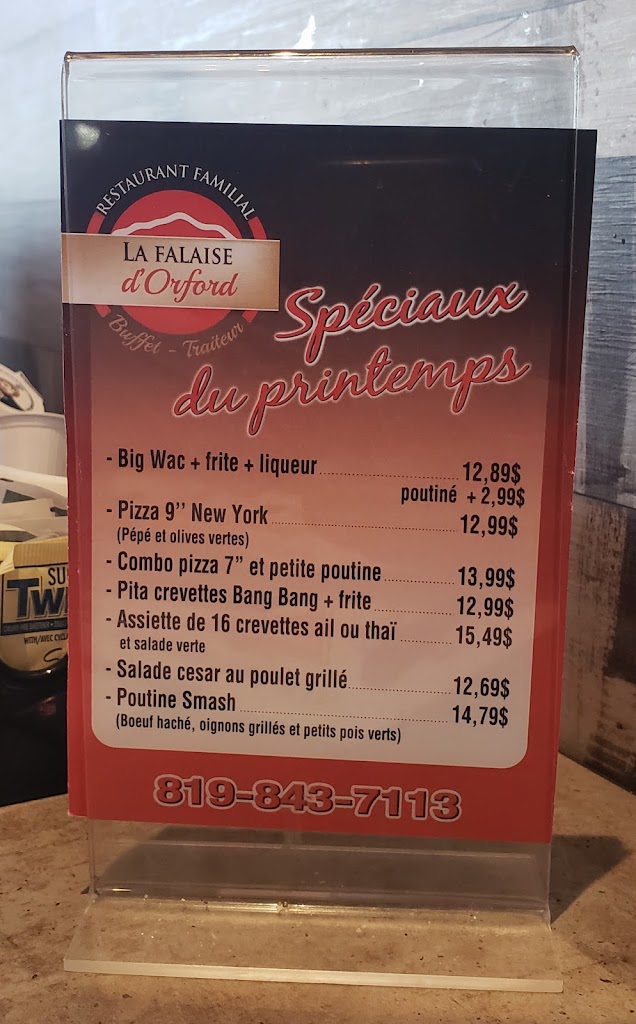 RESTAURANT FAMILIAL
LA FALAISE
d'Orford
Buffet - Traiteur
Spéciaux
du printemps
- Big Wac + frite + liqueur 12,89$
poutiné + 2,99$
- Pizza 9'' New York 12,99$
(Pépé et olives vertes)
- Combo pizza 7" et petite poutine 13,99$
- Pita crevettes Bang Bang + frite 12,99$
- Assiette de 16 crevettes ail ou thaï 15,49$
et salade verte
- Salade cesar au poulet grillé 12,69$
- Poutine Smash 14,79$
(Boeuf haché, oignons grillés et petits pois verts)
819-843-7113
SU
TW
WITH/AVEC